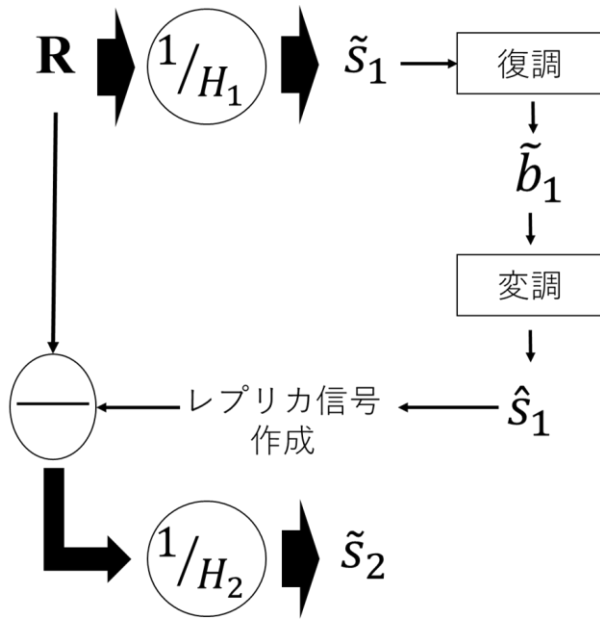 R 1/H₁ s̃₁ 復調
b̃₁
変調
— レプリカ信号 ŝ₁
作成
1/H₂ s̃₂